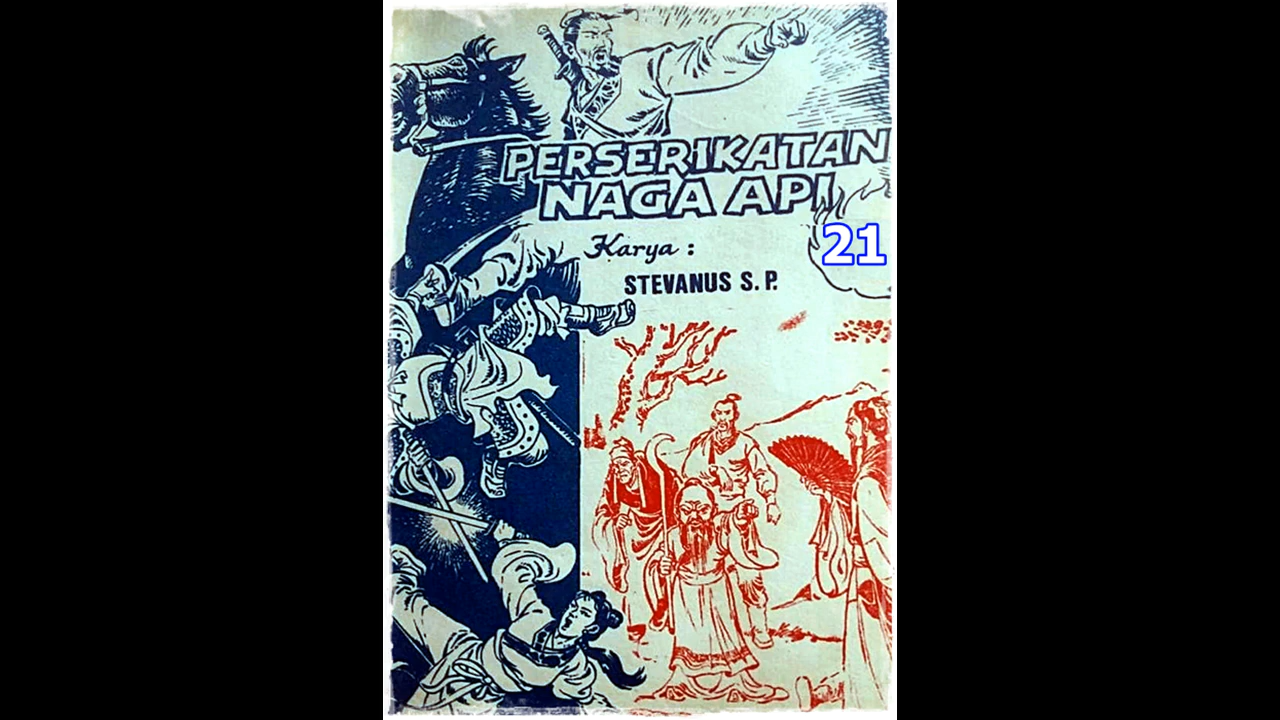 PERSERIKATAN
NAGA API
21
Karya :
STEVANUS S. P.